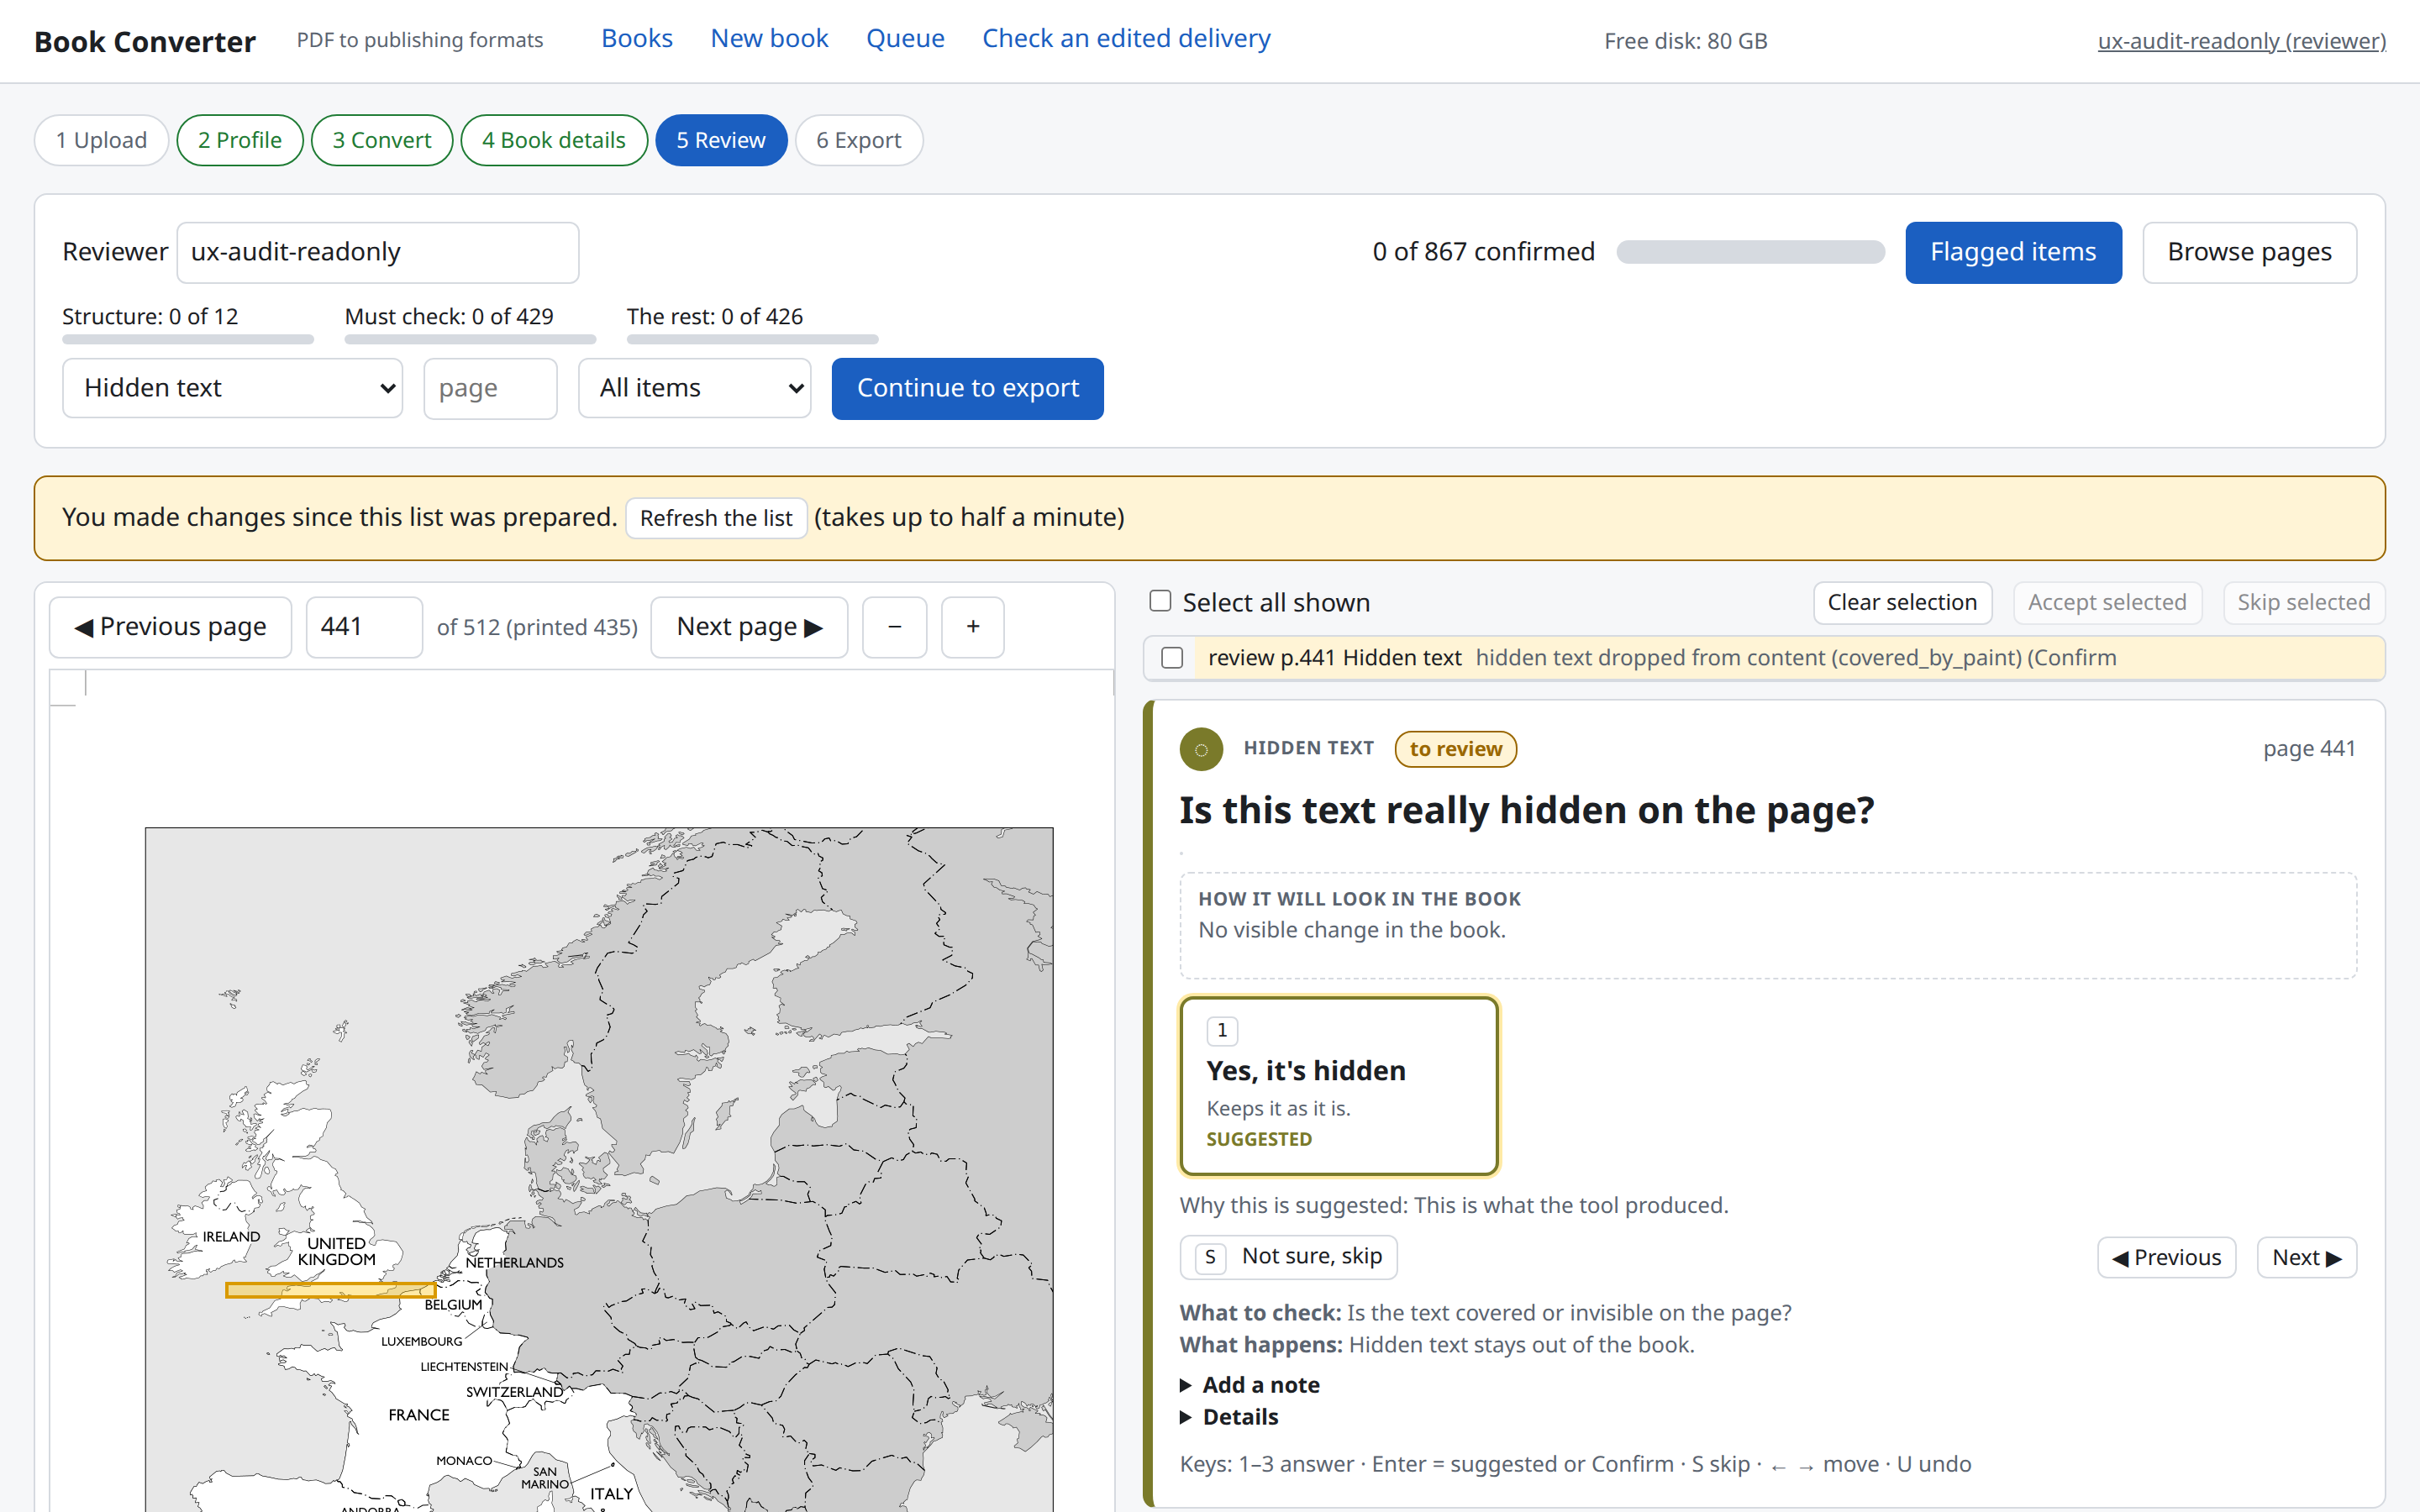 Book Converter PDF to publishing formats Books New book Queue Check an edited delivery Free disk: 80 GB ux-audit-readonly (reviewer)
1 Upload 2 Profile 3 Convert 4 Book details 5 Review 6 Export
Reviewer ux-audit-readonly 0 of 867 confirmed Flagged items Browse pages
Structure: 0 of 12 Must check: 0 of 429 The rest: 0 of 426
Hidden text page All items Continue to export
You made changes since this list was prepared. Refresh the list (takes up to half a minute)
◀ Previous page 441 of 512 (printed 435) Next page ▶ − +
IRELAND
UNITED
KINGDOM
NETHERLANDS
BELGIUM
LUXEMBOURG
LIECHTENSTEIN
SWITZERLAND
FRANCE
MONACO
SAN
MARINO
ITALY
ANDORRA
Select all shown Clear selection Accept selected Skip selected
review p.441 Hidden text hidden text dropped from content (covered_by_paint) (Confirm
HIDDEN TEXT to review page 441
Is this text really hidden on the page?
HOW IT WILL LOOK IN THE BOOK
No visible change in the book.
1
Yes, it's hidden
Keeps it as it is.
SUGGESTED
Why this is suggested: This is what the tool produced.
S Not sure, skip ◀ Previous Next ▶
What to check: Is the text covered or invisible on the page?
What happens: Hidden text stays out of the book.
▶ Add a note
▶ Details
Keys: 1–3 answer · Enter = suggested or Confirm · S skip · ← → move · U undo